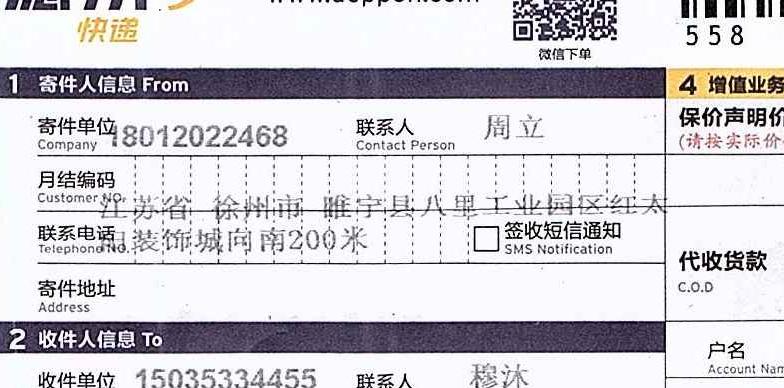 快递
微信下单
558
1 寄件人信息 From
4 增值业务
寄件单位 18012022468 联系人 周立
Company Contact Person
保价声明价
(请按实际价
月结编码
Customer NO.
江苏省 徐州市 睢宁县八里工业园区红太
联系电话 服装饰城向南200米 签收短信通知
Telephone NO. SMS Notification
代收货款
C.O.D
寄件地址
Address
2 收件人信息 To
户名
Account Nam
收件单位 15035334455 联系人 穆沐